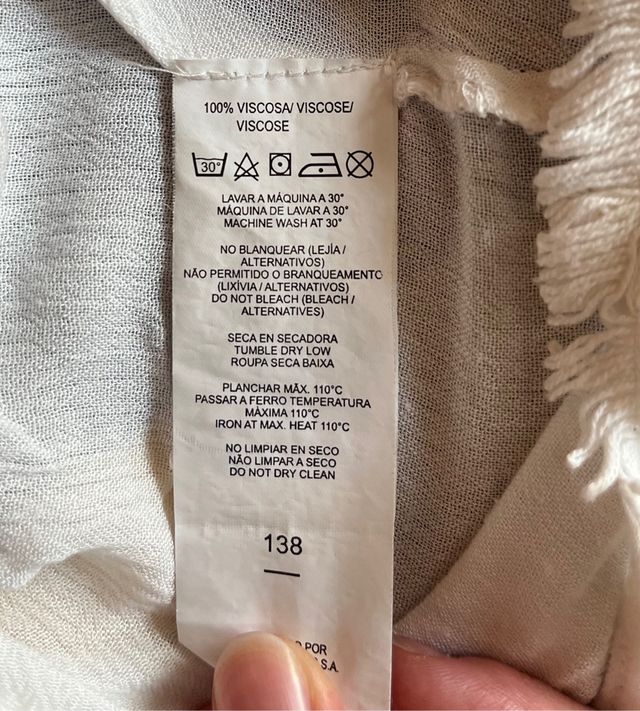 100% VISCOSA/ VISCOSE/
VISCOSE
30°
LAVAR A MÁQUINA A 30°
MÁQUINA DE LAVAR A 30°
MACHINE WASH AT 30°
NO BLANQUEAR (LEJÍA /
ALTERNATIVOS)
NÃO PERMITIDO O BRANQUEAMENTO
(LIXÍVIA / ALTERNATIVOS)
DO NOT BLEACH (BLEACH /
ALTERNATIVES)
SECA EN SECADORA
TUMBLE DRY LOW
ROUPA SECA BAIXA
PLANCHAR MÁX. 110°C
PASSAR A FERRO TEMPERATURA
MÁXIMA 110°C
IRON AT MAX. HEAT 110°C
NO LIMPIAR EN SECO
NÃO LIMPAR A SECO
DO NOT DRY CLEAN
138
POR
S.A.